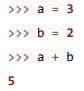 >>> a = 3
>>> b = 2
>>> a + b
5